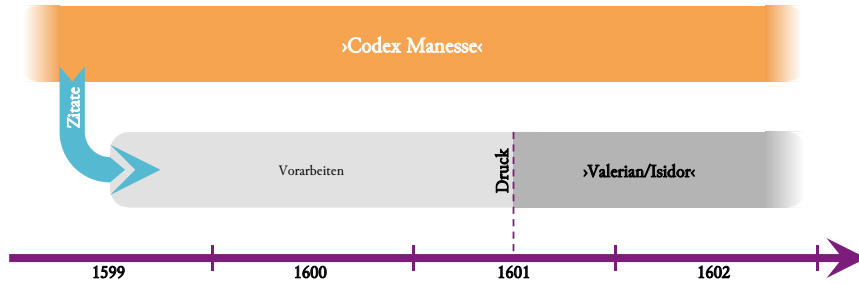 ›Codex Manesse‹
Zitate
Vorarbeiten
Druck
›Valerian/Isidor‹
1599
1600
1601
1602